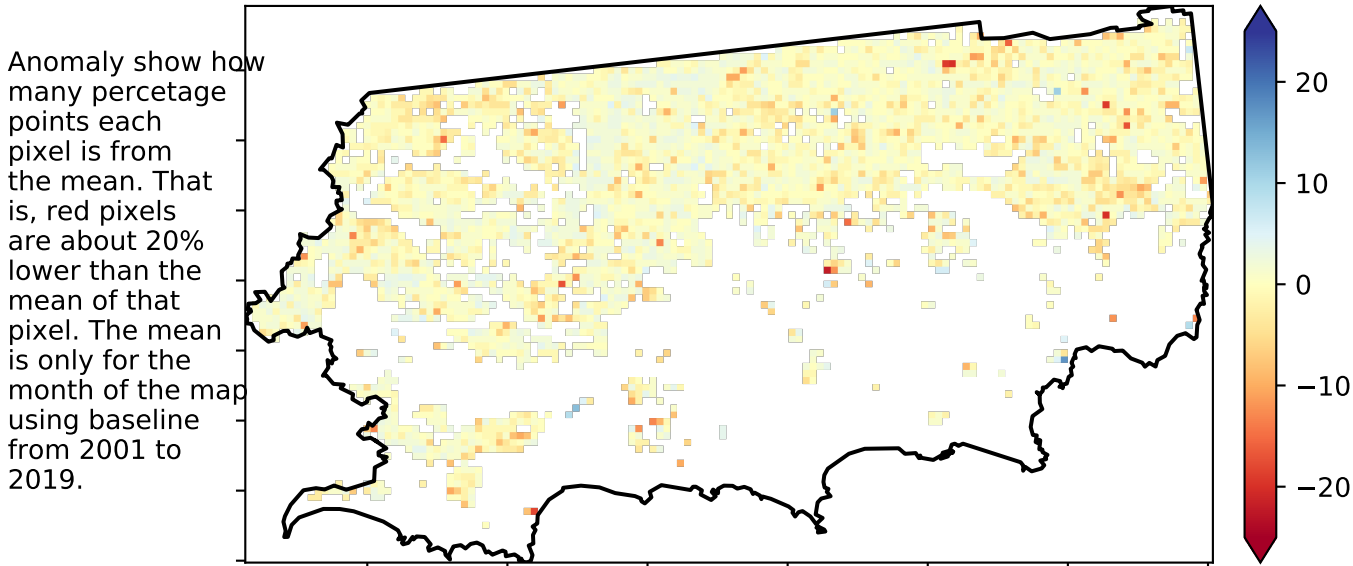 Anomaly show how
many percetage
points each
pixel is from
the mean. That
is, red pixels
are about 20%
lower than the
mean of that
pixel. The mean
is only for the
month of the map
using baseline
from 2001 to
2019.
20
10
0
−10
−20